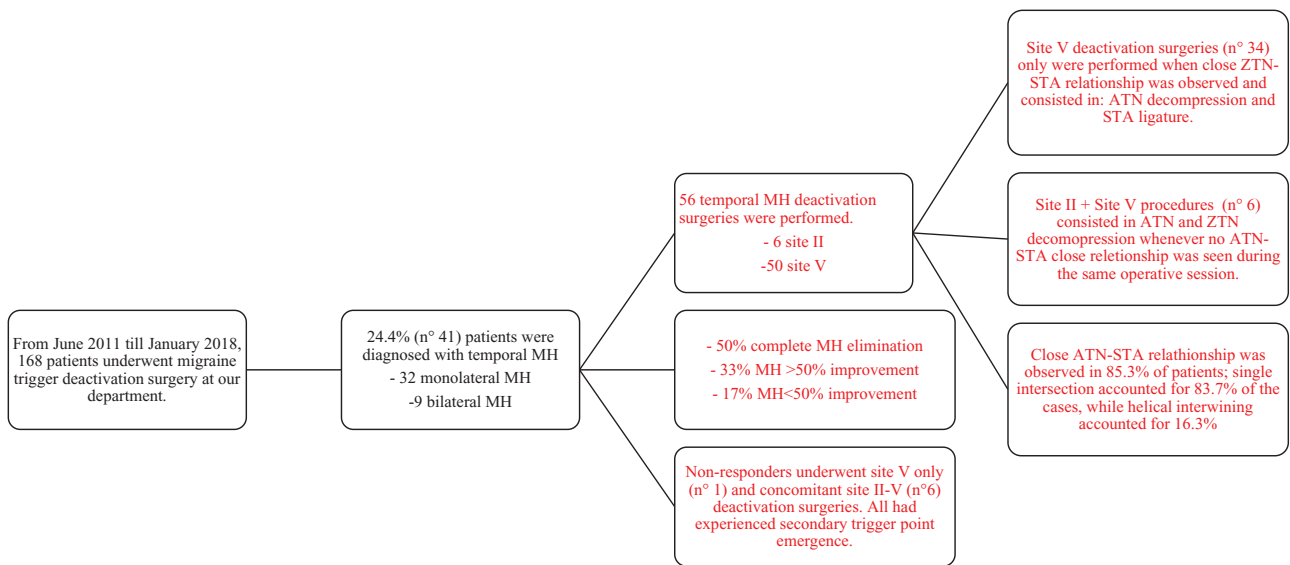 From June 2011 till January 2018,
168 patients underwent migraine
trigger deactivation surgery at our
department.
24.4% (n° 41) patients were
diagnosed with temporal MH
- 32 monolateral MH
-9 bilateral MH
56 temporal MH deactivation
surgeries were performed.
- 6 site II
-50 site V
- 50% complete MH elimination
- 33% MH >50% improvement
- 17% MH<50% improvement
Non-responders underwent site V only
(n° 1) and concomitant site II-V (n°6)
deactivation surgeries. All had
experienced secondary trigger point
emergence.
Site V deactivation surgeries (n° 34)
only were performed when close ZTN-
STA relationship was observed and
consisted in: ATN decompression and
STA ligature.
Site II + Site V procedures (n° 6)
consisted in ATN and ZTN
decomopression whenever no ATN-
STA close reletionship was seen during
the same operative session.
Close ATN-STA relathionship was
observed in 85.3% of patients; single
intersection accounted for 83.7% of the
cases, while helical interwining
accounted for 16.3%